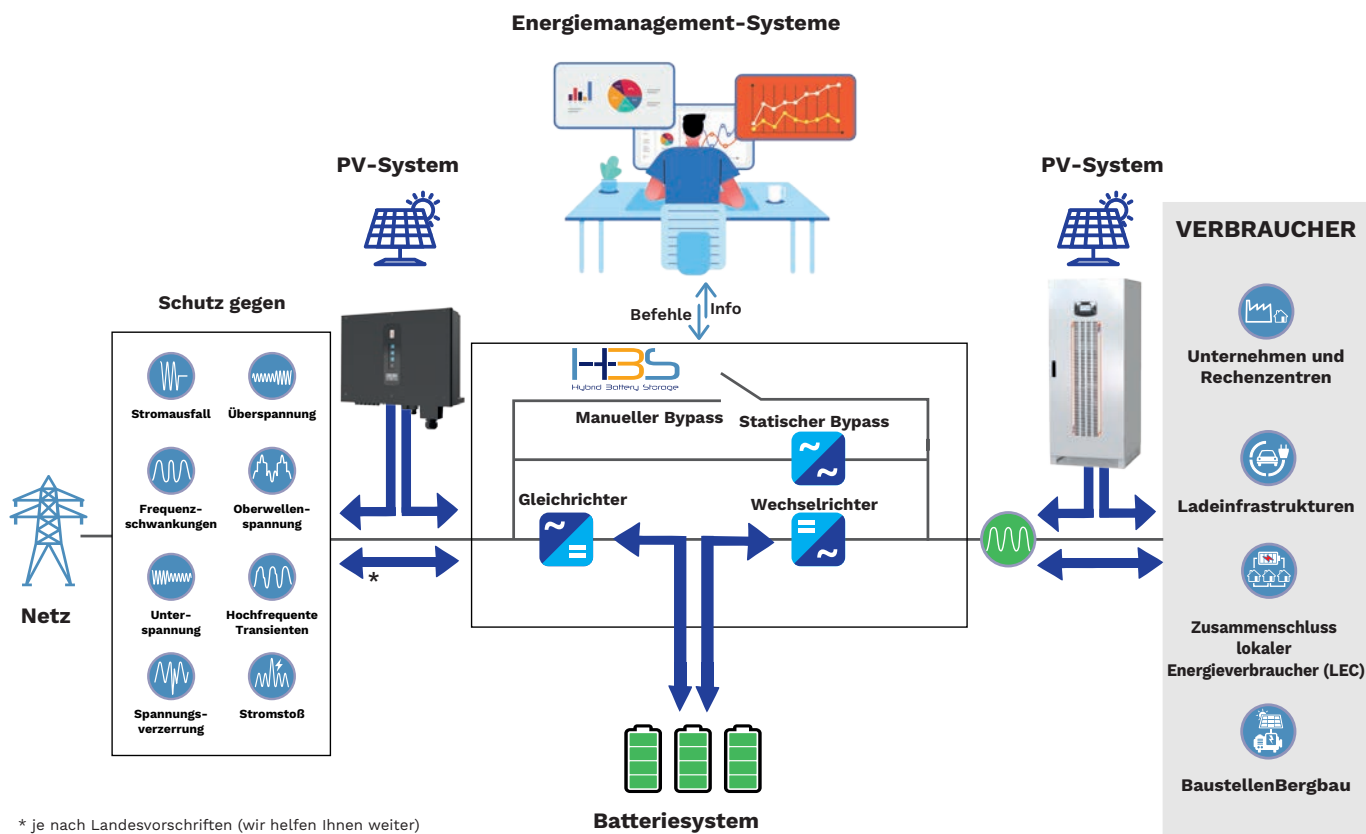 Energiemanagement-Systeme
PV-System
PV-System
VERBRAUCHER
Schutz gegen
Befehle
Info
Stromausfall
Überspannung
Frequenz-
schwankungen
Oberwellen-
spannung
Unter-
spannung
Hochfrequente
Transienten
Spannungs-
verzerrung
Stromstoß
Netz
*
HBS
Hybrid Battery Storage
Manueller Bypass
Statischer Bypass
Gleichrichter
Wechselrichter
Batteriesystem
Unternehmen und
Rechenzentren
Ladeinfrastrukturen
Zusammenschluss
lokaler
Energieverbraucher (LEC)
BaustellenBergbau
* je nach Landesvorschriften (wir helfen Ihnen weiter)